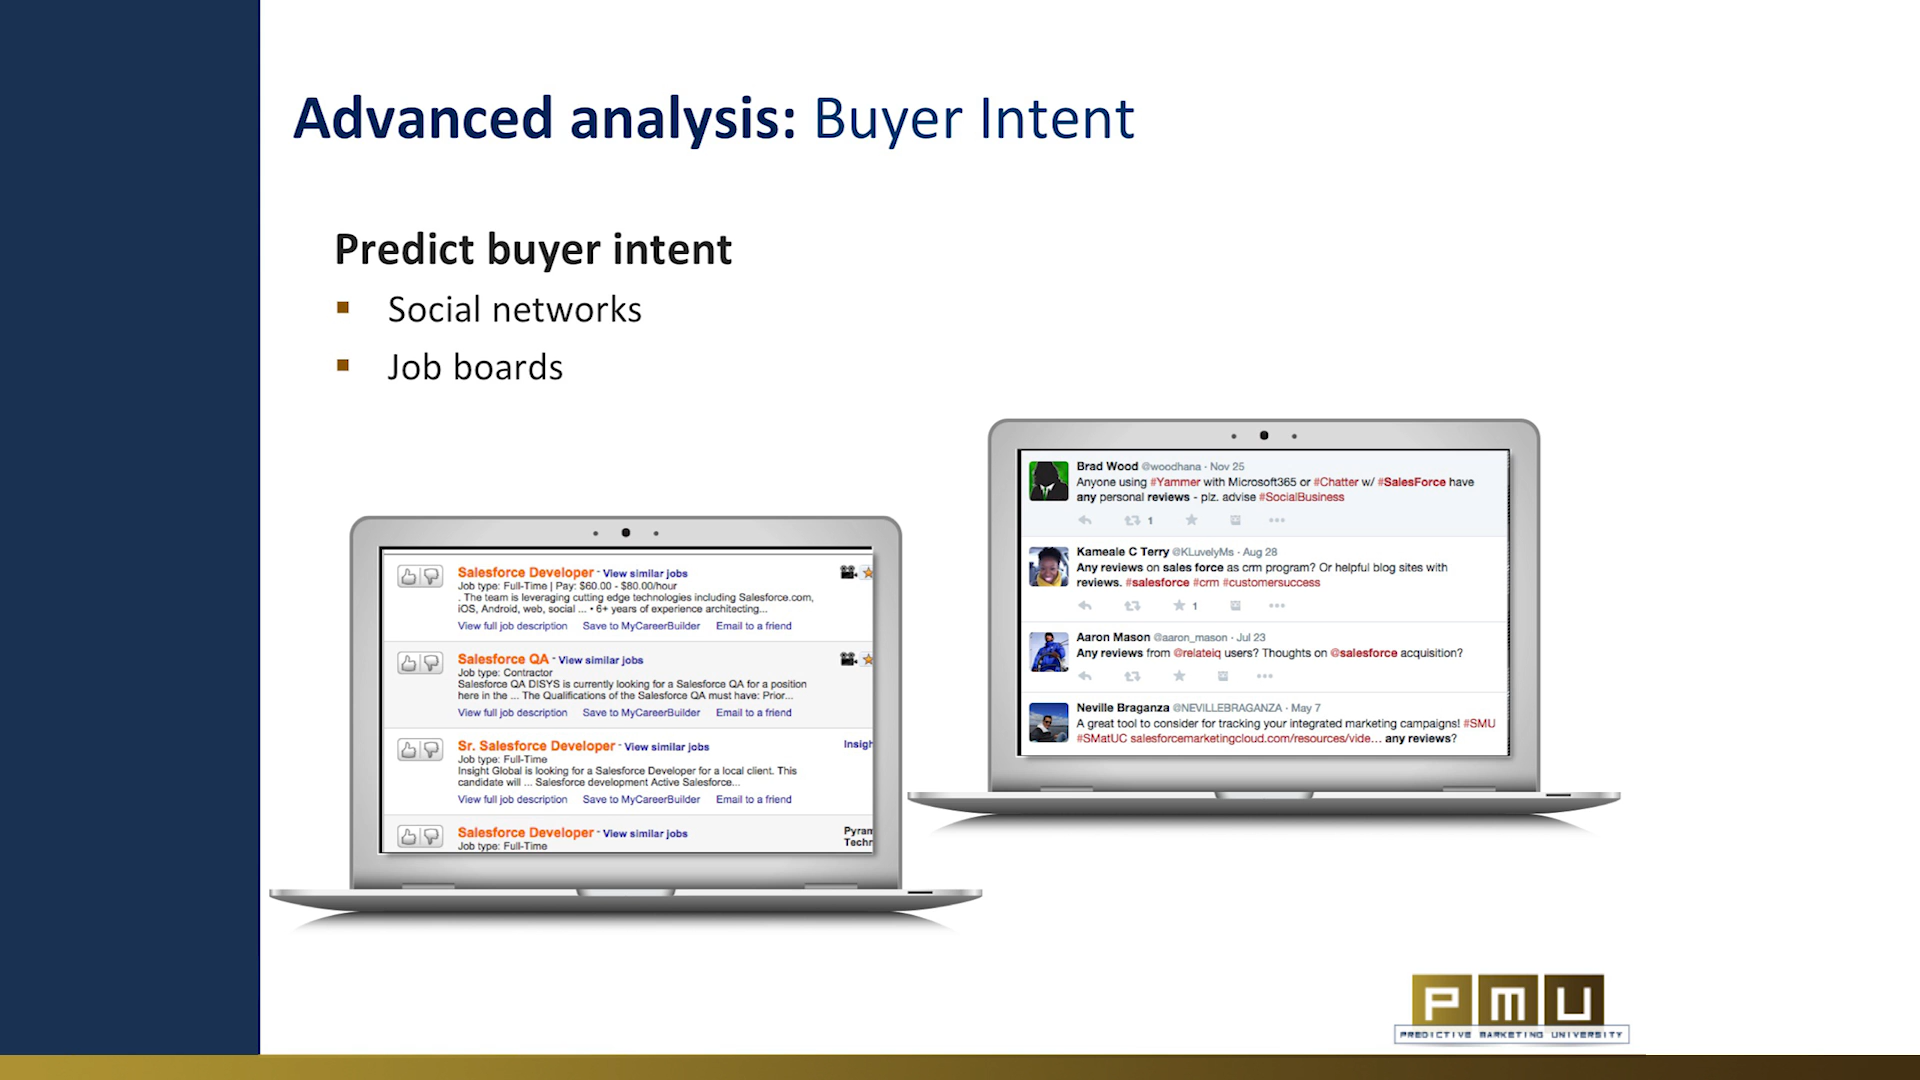 Advanced analysis: Buyer Intent
Predict buyer intent
▪ Social networks
▪ Job boards
Salesforce Developer - View similar jobs
Job type: Full-Time | Pay: $60.00 - $80.00/hour
. The team is leveraging cutting edge technologies including Salesforce.com,
iOS, Android, web, social ... • 6+ years of experience architecting...
View full job description Save to MyCareerBuilder Email to a friend
Salesforce QA - View similar jobs
Job type: Contractor
Salesforce QA DISYS is currently looking for a Salesforce QA for a position
here in the ... The Qualifications of the Salesforce QA must have: Prior...
View full job description Save to MyCareerBuilder Email to a friend
Sr. Salesforce Developer - View similar jobs
Insigh
Job type: Full-Time
Insight Global is looking for a Salesforce Developer for a local client. This
candidate will ... Salesforce development Active Salesforce...
View full job description Save to MyCareerBuilder Email to a friend
Salesforce Developer - View similar jobs
Pyram
Techn
Job type: Full-Time
Brad Wood @woodhana · Nov 25
Anyone using #Yammer with Microsoft365 or #Chatter w/ #SalesForce have
any personal reviews - plz. advise #SocialBusiness
1
Kameale C Terry @KLuvelyMs · Aug 28
Any reviews on sales force as crm program? Or helpful blog sites with
reviews. #salesforce #crm #customersuccess
1
Aaron Mason @aaron_mason · Jul 23
Any reviews from @relateiq users? Thoughts on @salesforce acquisition?
Neville Braganza @NEVILLEBRAGANZA · May 7
A great tool to consider for tracking your integrated marketing campaigns! #SMU
#SMatUC salesforcemarketingcloud.com/resources/vide... any reviews?
PMU
PREDICTIVE MARKETING UNIVERSITY